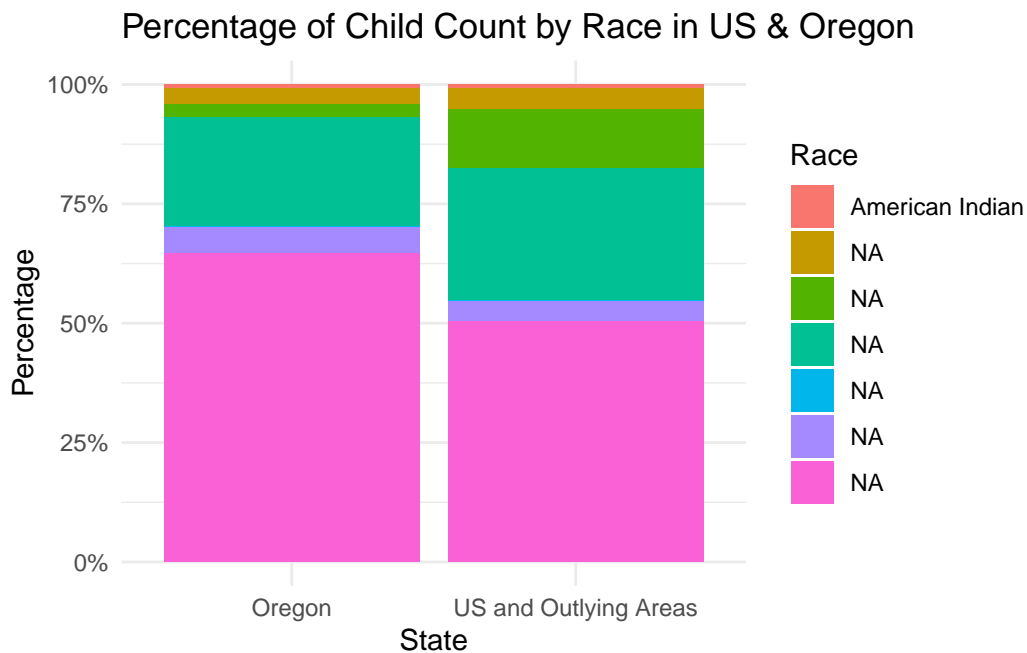 Percentage of Child Count by Race in US & Oregon
100%
75%
50%
25%
0%
Percentage
Oregon
US and Outlying Areas
State
Race
American Indian
NA
NA
NA
NA
NA
NA